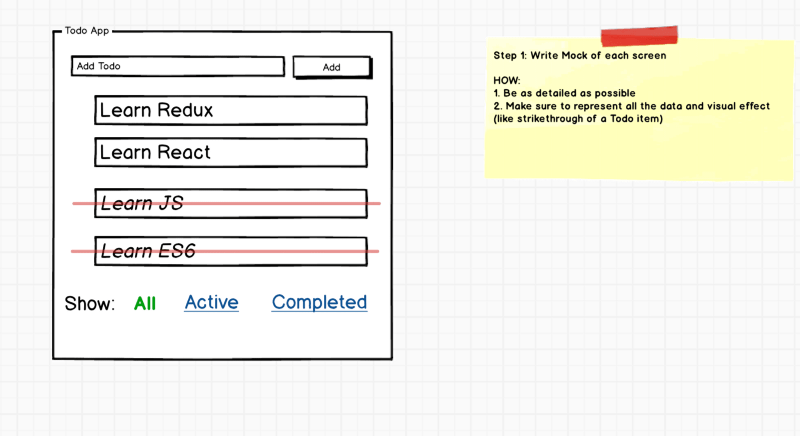 Todo App
Add Todo
Add
Learn Redux
Learn React
Learn JS
Learn ES6
Show: All Active Completed
Step 1: Write Mock of each screen
HOW:
1. Be as detailed as possible
2. Make sure to represent all the data and visual effect
(like strikethrough of a Todo item)